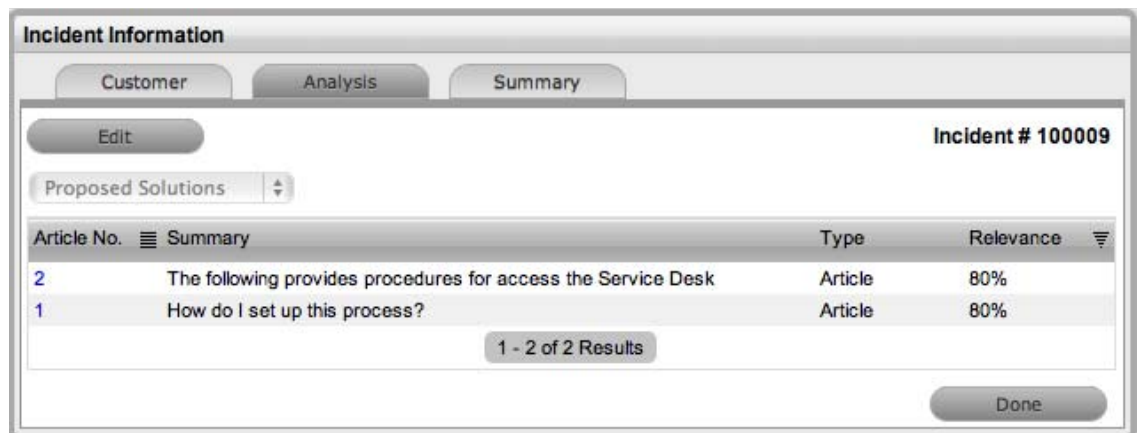 Incident Information
Customer Analysis Summary
Edit Incident # 100009
Proposed Solutions
Article No. Summary Type Relevance
2 The following provides procedures for access the Service Desk Article 80%
1 How do I set up this process? Article 80%
1 - 2 of 2 Results
Done